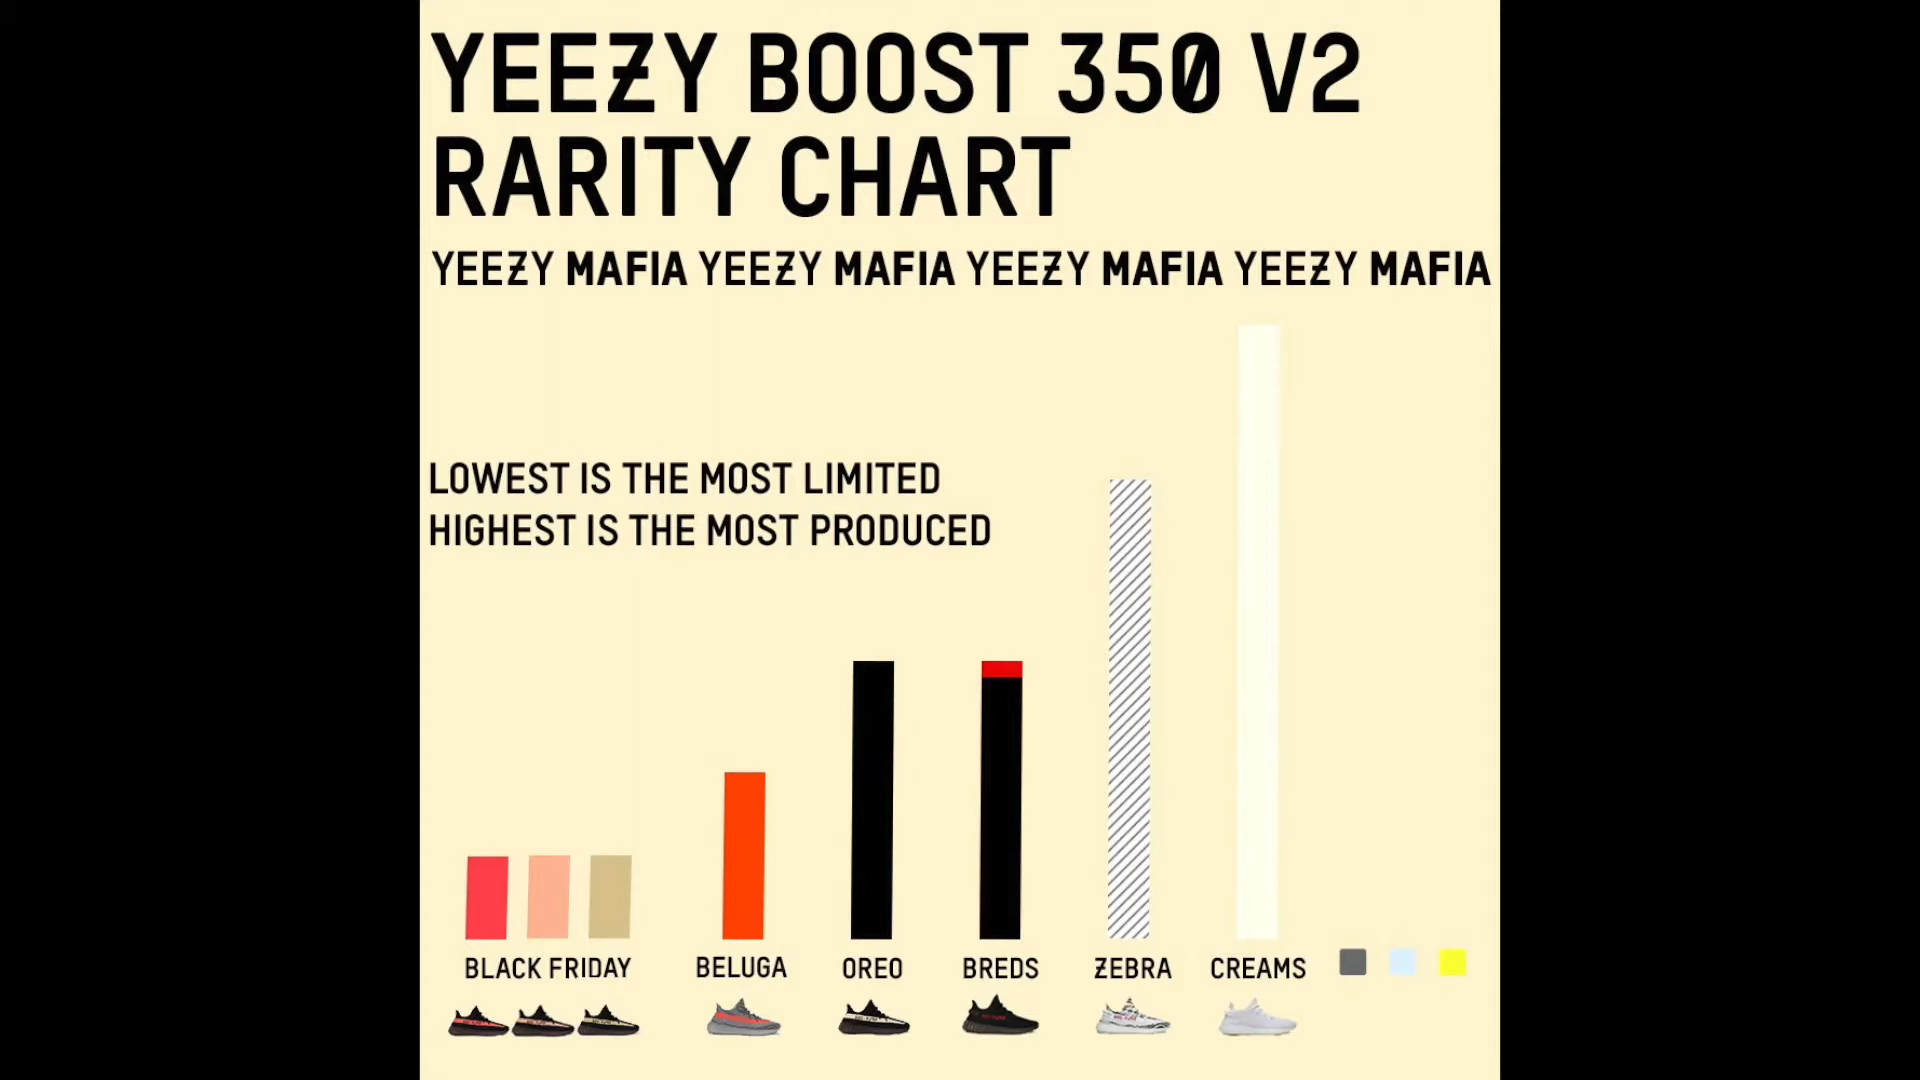 YEEZY BOOST 350 V2
RARITY CHART
YEEZY MAFIA YEEZY MAFIA YEEZY MAFIA YEEZY MAFIA
LOWEST IS THE MOST LIMITED
HIGHEST IS THE MOST PRODUCED
BLACK FRIDAY BELUGA OREO BREDS ZEBRA CREAMS